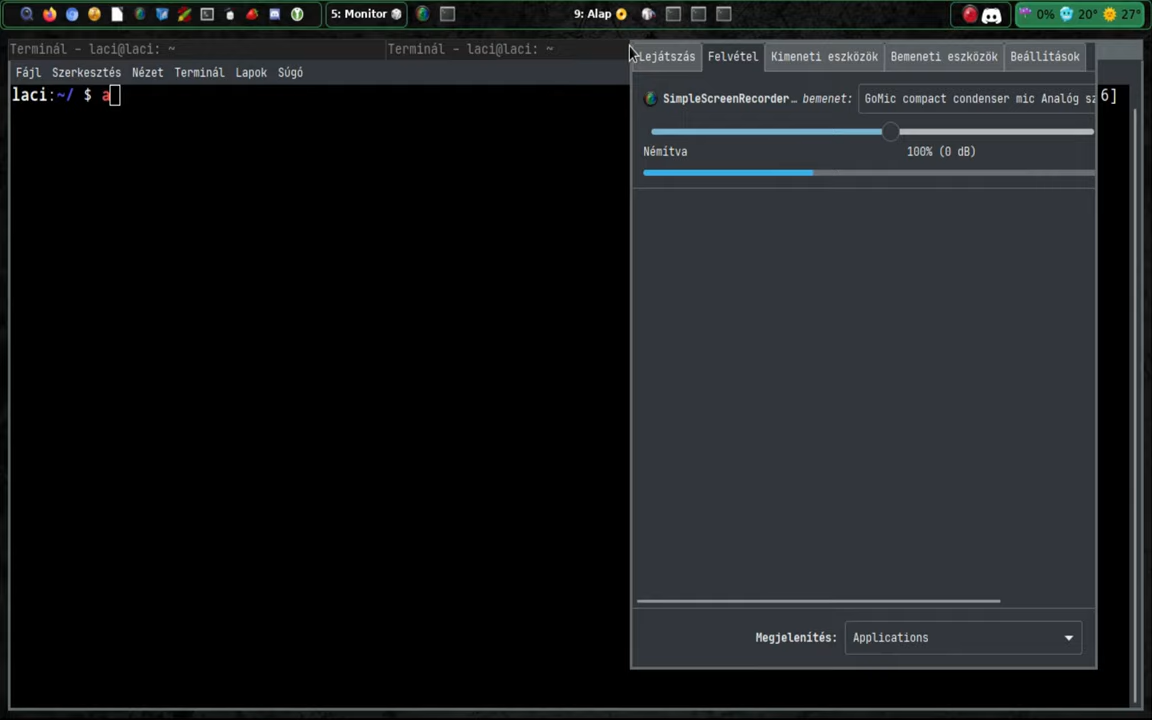 5: Monitor
9: Alap
0% 20° 27°
Terminál - laci@laci: ~
Terminál - laci@laci: ~
Fájl Szerkesztés Nézet Terminál Lapok Súgó
laci:~/ $ a
6]
Lejátszás Felvétel Kimeneti eszközök Bemeneti eszközök Beállítások
SimpleScreenRecorder… bemenet: GoMic compact condenser mic Analóg
Némítva 100% (0 dB)
Megjelenítés: Applications